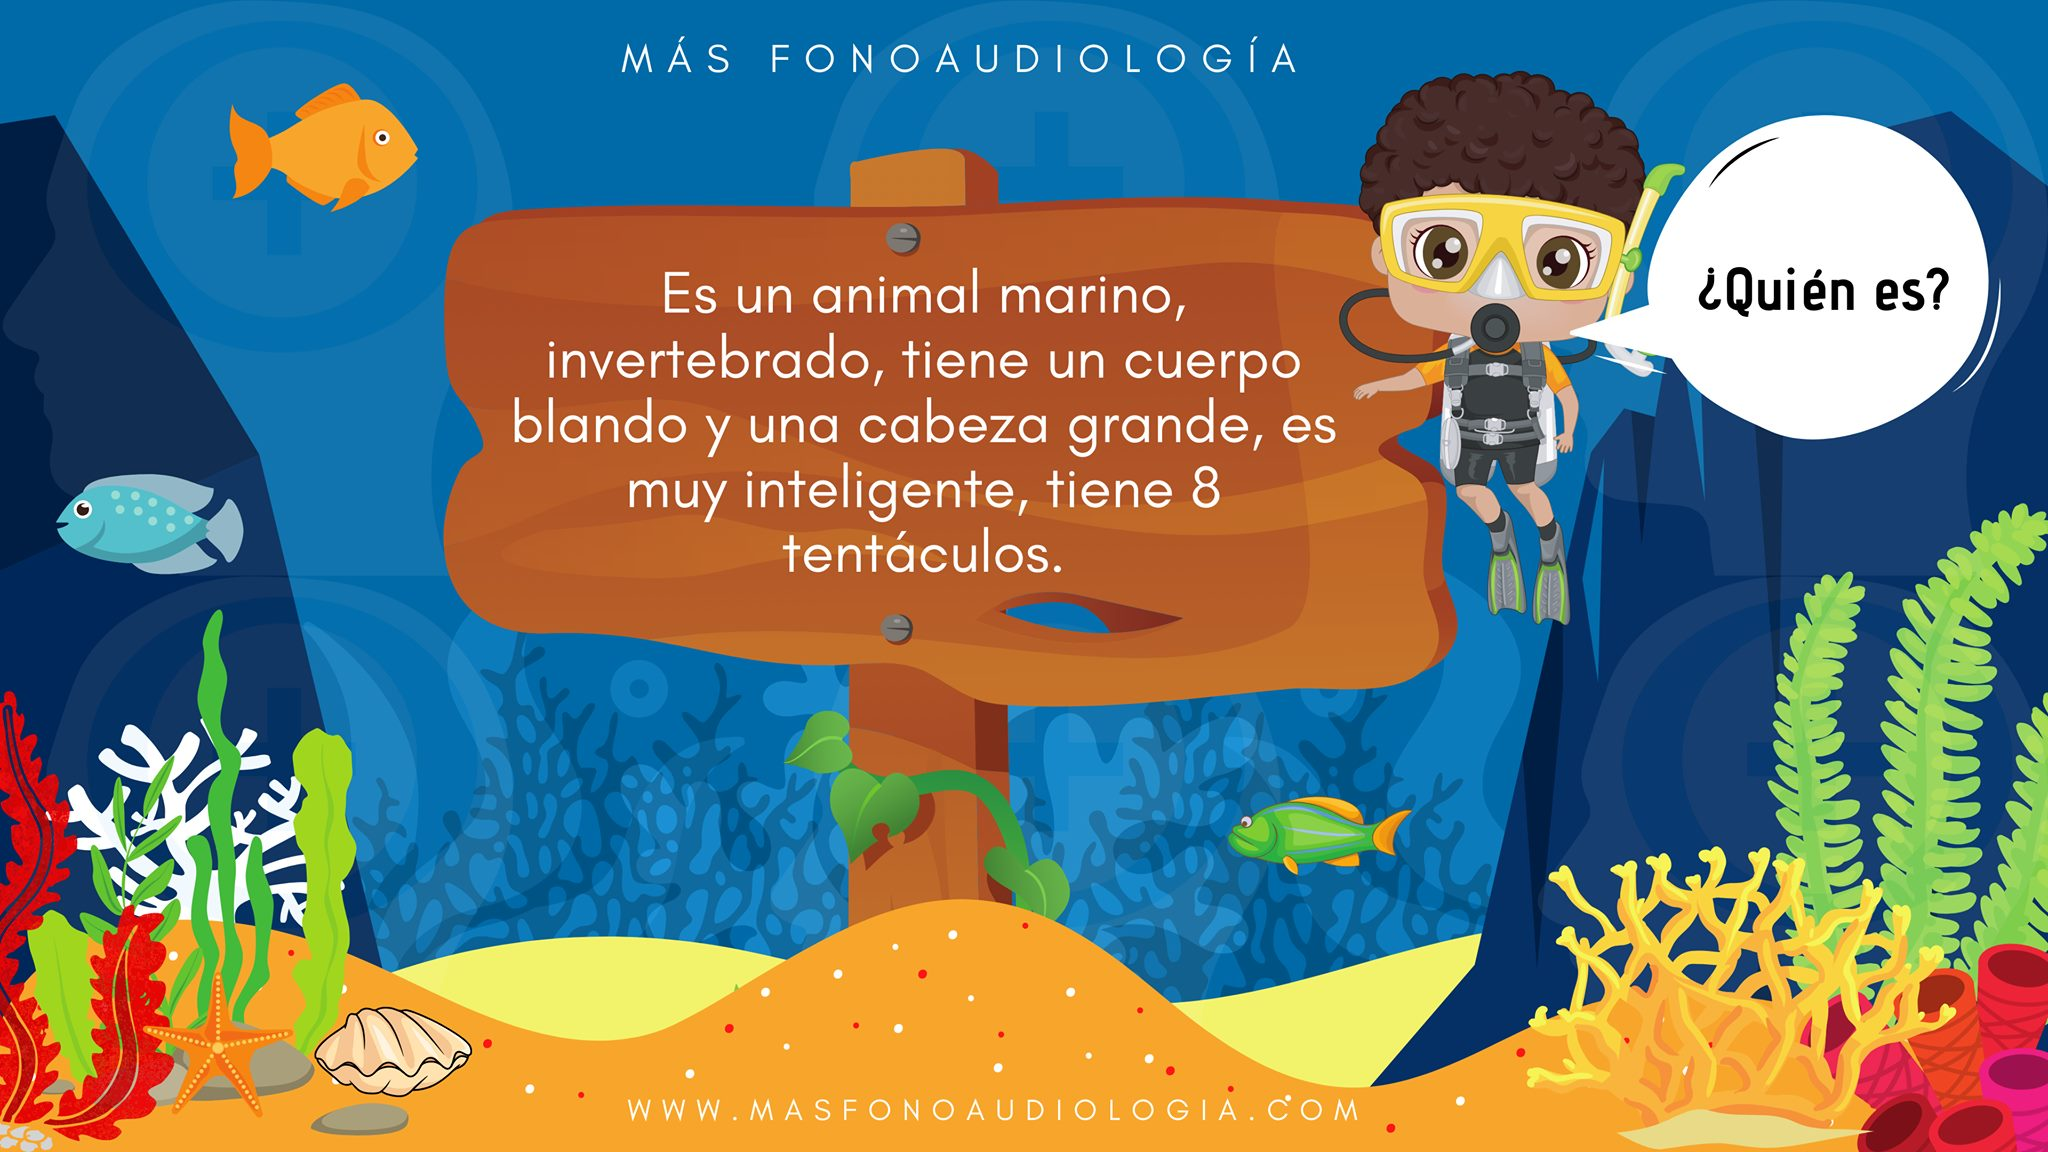 MÁS FONOAUDIOLOGÍA
Es un animal marino,
invertebrado, tiene un cuerpo
blando y una cabeza grande, es
muy inteligente, tiene 8
tentáculos.
¿Quién es?
WWW.MASFONOAUDIOLOGIA.COM